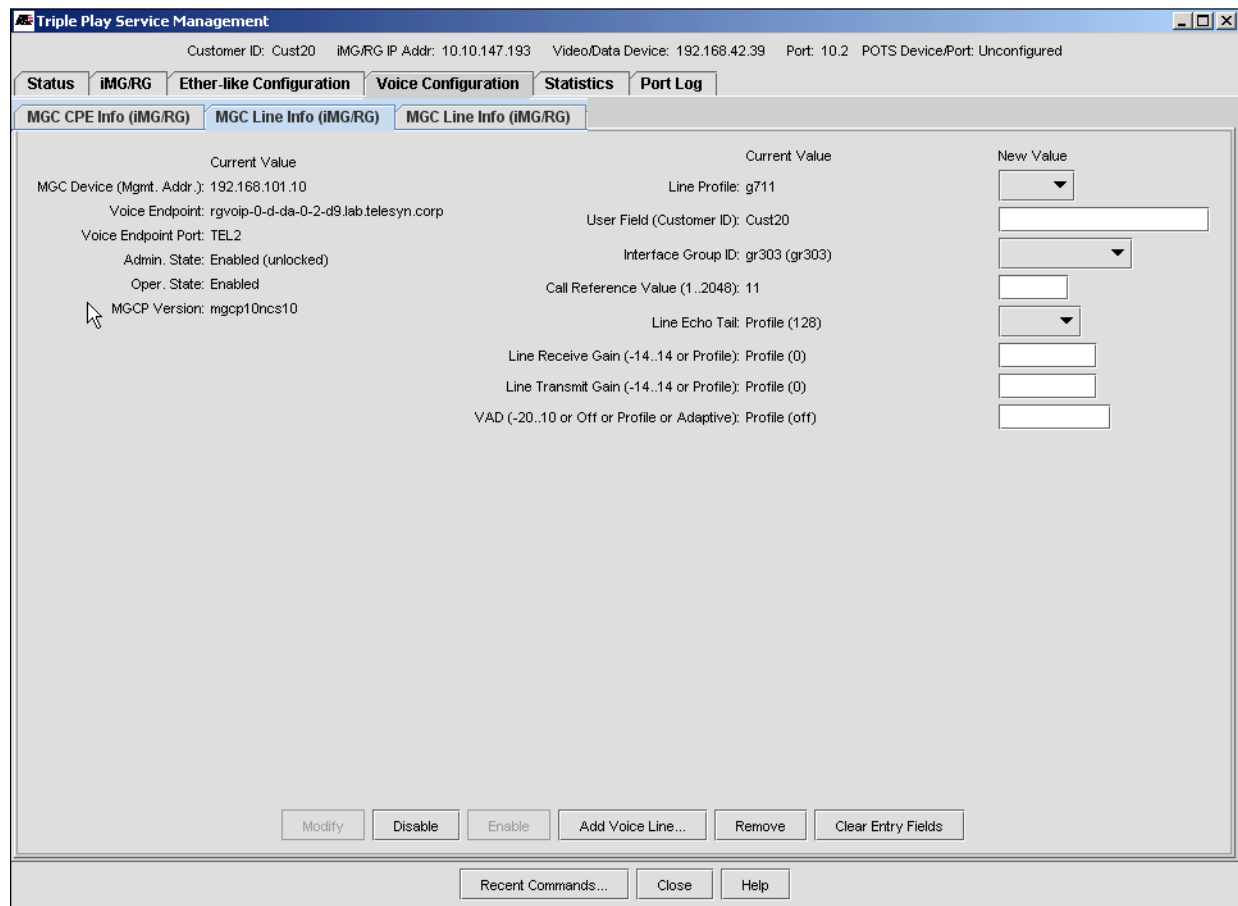 Triple Play Service Management
Customer ID: Cust20 iMG/RG IP Addr: 10.10.147.193 Video/Data Device: 192.168.42.39 Port: 10.2 POTS Device/Port: Unconfigured
Status iMG/RG Ether-like Configuration Voice Configuration Statistics Port Log
MGC CPE Info (iMG/RG) MGC Line Info (iMG/RG) MGC Line Info (iMG/RG)
Current Value
MGC Device (Mgmt. Addr.): 192.168.101.10
Voice Endpoint: rgvoip-0-d-da-0-2-d9.lab.telesyn.corp
Voice Endpoint Port: TEL2
Admin. State: Enabled (unlocked)
Oper. State: Enabled
MGCP Version: mgcp10ncs10
Current Value New Value
Line Profile: g711
User Field (Customer ID): Cust20
Interface Group ID: gr303 (gr303)
Call Reference Value (1..2048): 11
Line Echo Tail: Profile (128)
Line Receive Gain (-14..14 or Profile): Profile (0)
Line Transmit Gain (-14..14 or Profile): Profile (0)
VAD (-20..10 or Off or Profile or Adaptive): Profile (off)
Modify Disable Enable Add Voice Line... Remove Clear Entry Fields
Recent Commands... Close Help